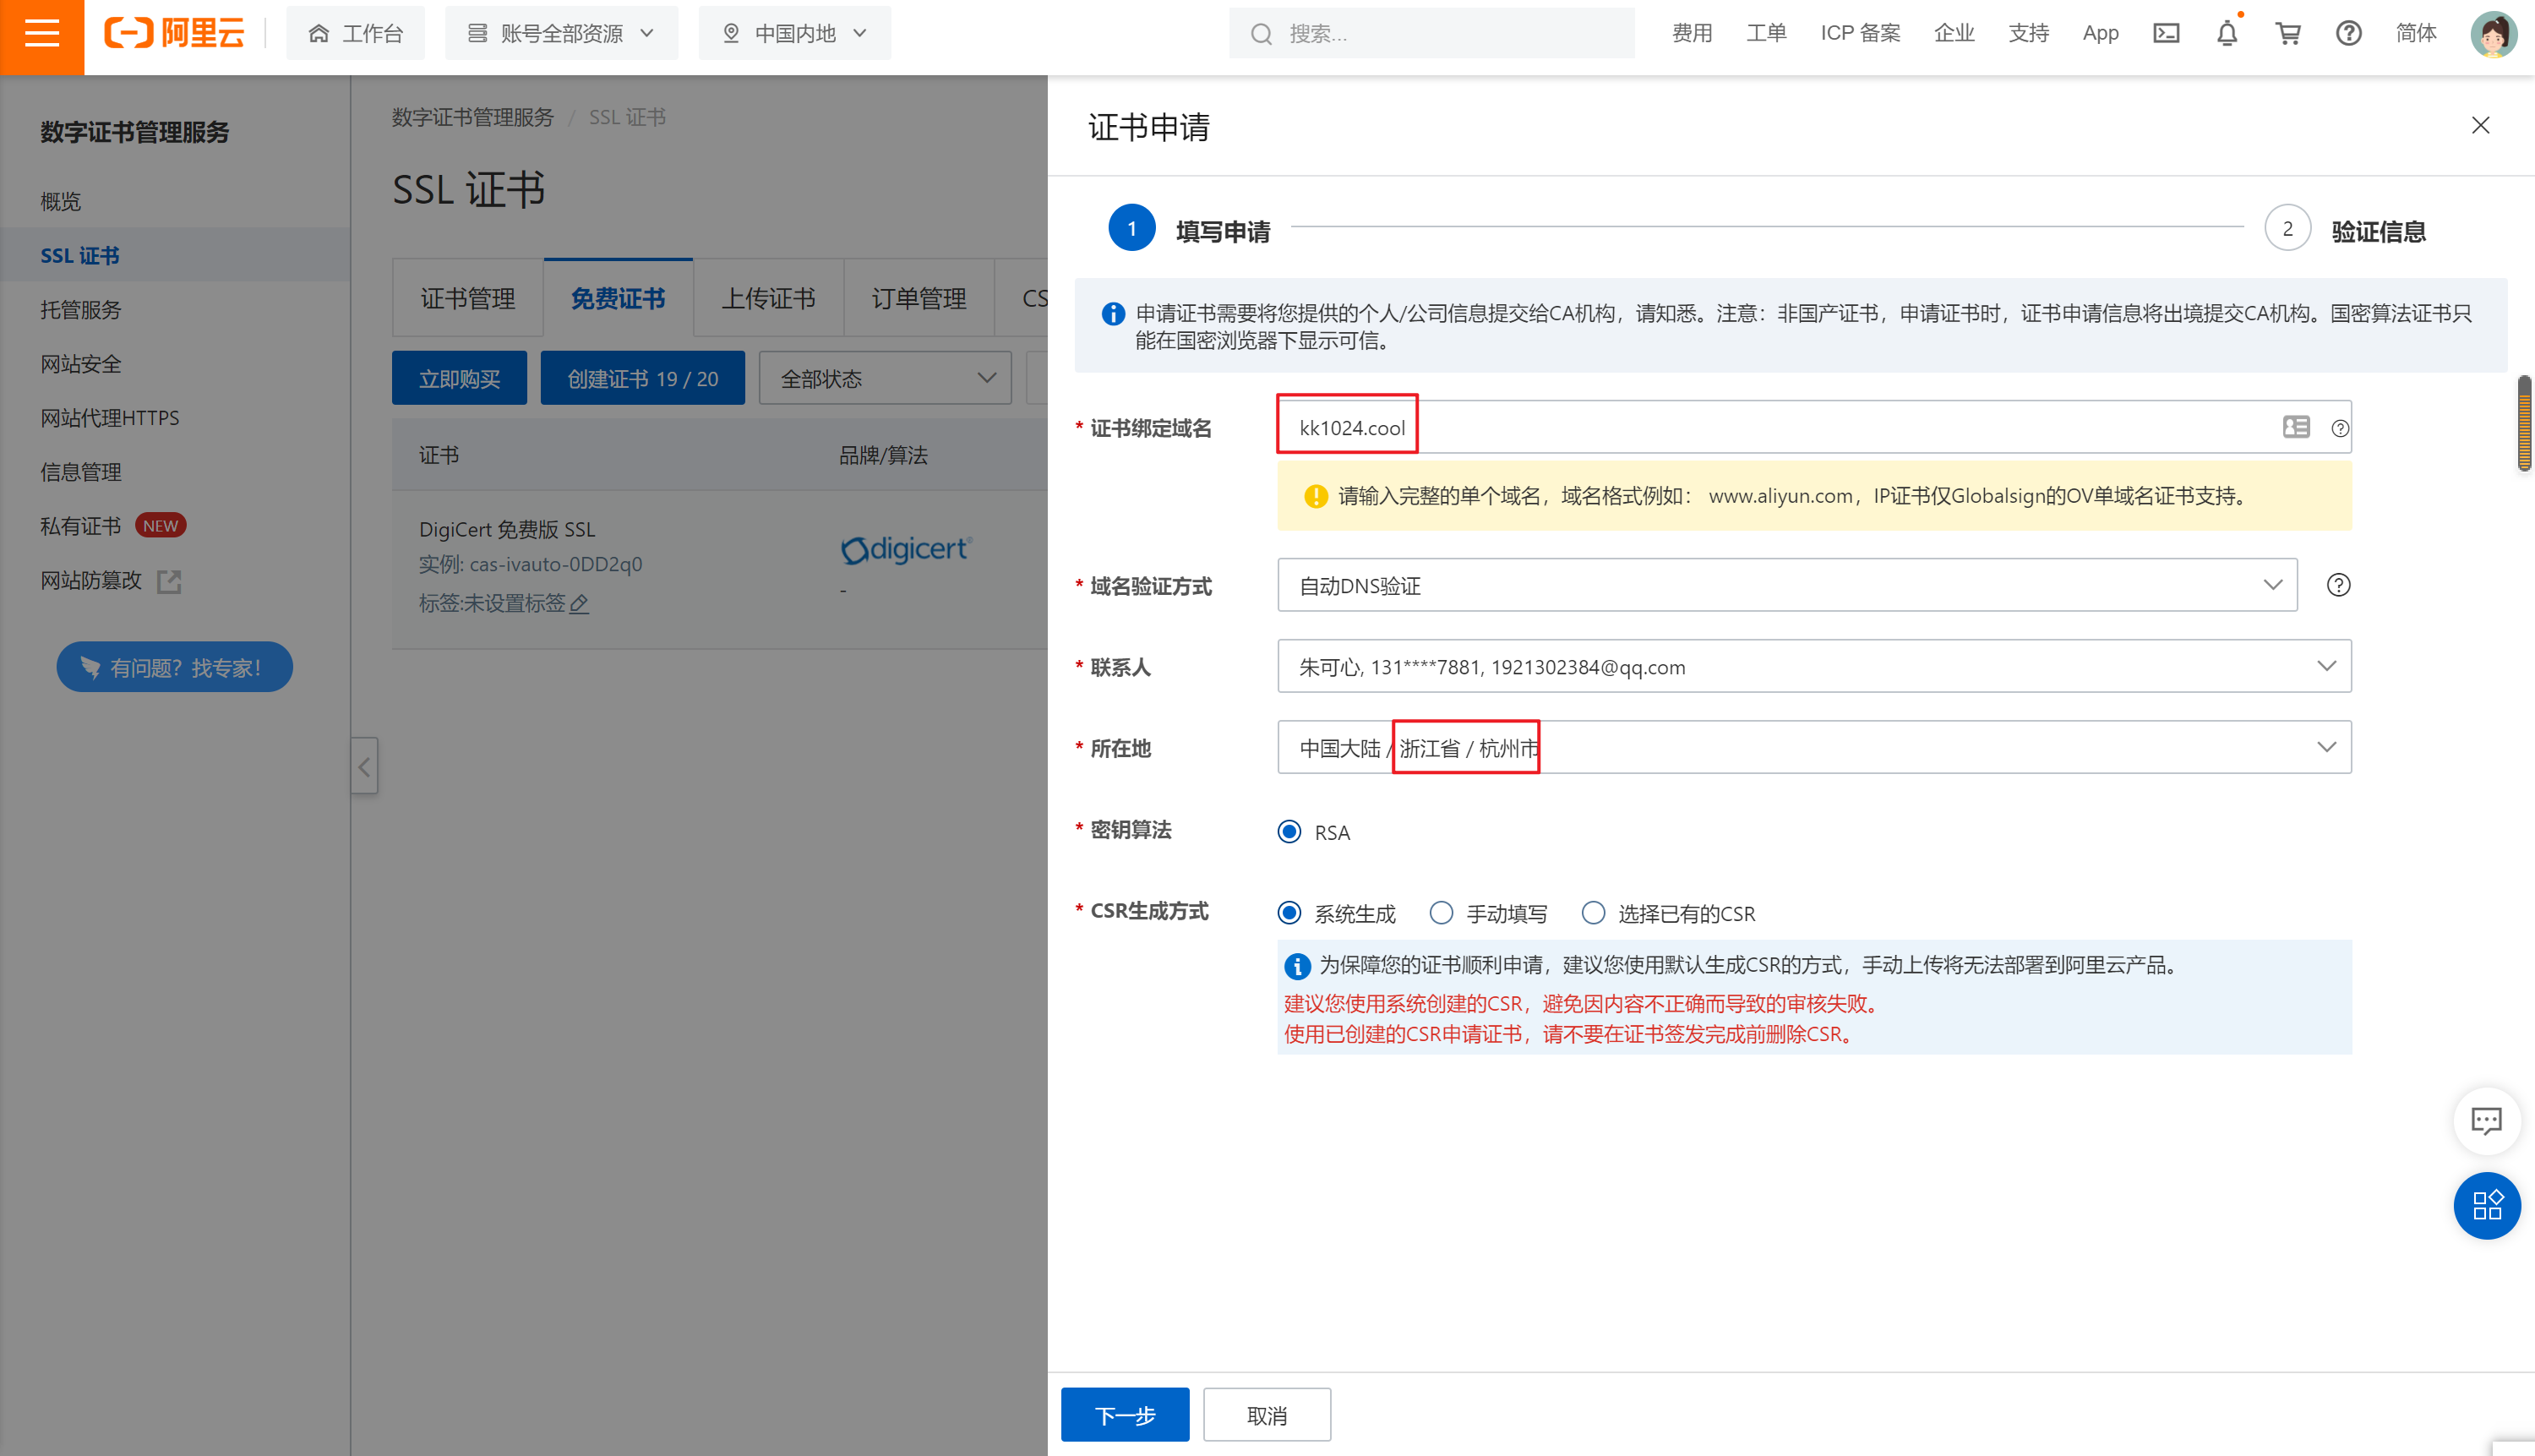 阿里云
工作台
账号全部资源
中国内地
搜索...
费用
工单
ICP 备案
企业
支持
App
简体
数字证书管理服务
概览
SSL 证书
托管服务
网站安全
网站代理HTTPS
信息管理
私有证书 NEW
网站防篡改
有问题？找专家！
数字证书管理服务 / SSL 证书
SSL 证书
证书管理
免费证书
上传证书
订单管理
CS
立即购买
创建证书 19 / 20
全部状态
证书
品牌/算法
DigiCert 免费版 SSL
实例: cas-ivauto-0DD2q0
标签:未设置标签
digicert®
-
证书申请
1 填写申请
2 验证信息
申请证书需要将您提供的个人/公司信息提交给CA机构，请知悉。注意：非国产证书，申请证书时，证书申请信息将出境提交CA机构。国密算法证书只
能在国密浏览器下显示可信。
* 证书绑定域名
kk1024.cool
请输入完整的单个域名，域名格式例如： www.aliyun.com，IP证书仅Globalsign的OV单域名证书支持。
* 域名验证方式
自动DNS验证
* 联系人
朱可心, 131****7881, 1921302384@qq.com
* 所在地
中国大陆 / 浙江省 / 杭州市
* 密钥算法
RSA
* CSR生成方式
系统生成
手动填写
选择已有的CSR
为保障您的证书顺利申请，建议您使用默认生成CSR的方式，手动上传将无法部署到阿里云产品。
建议您使用系统创建的CSR，避免因内容不正确而导致的审核失败。
使用已创建的CSR申请证书，请不要在证书签发完成前删除CSR。
下一步
取消